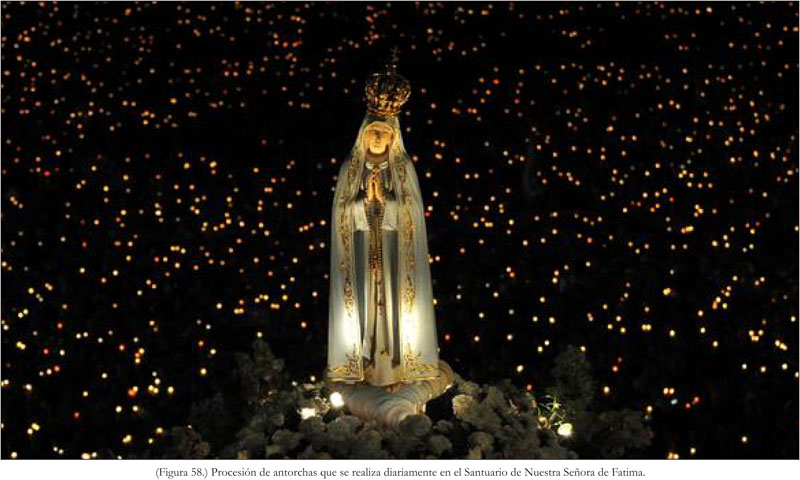 (Figura 58.) Procesión de antorchas que se realiza diariamente en el Santuario de Nuestra Señora de Fatima.